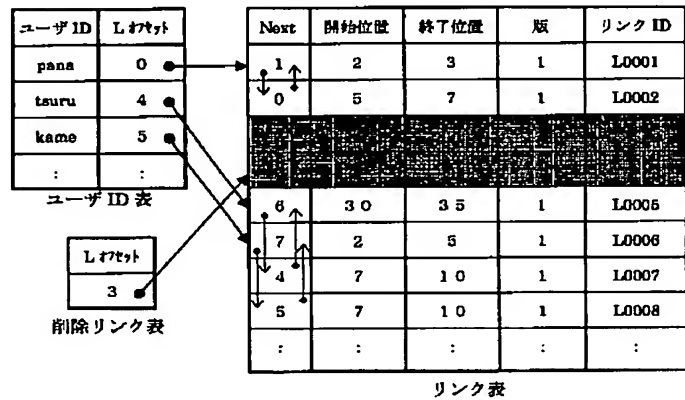 ユーザID Lオフセット
pana 0
tsuru 4
kame 5
: :
ユーザID表
Lオフセット
3
削除リンク表
Next 開始位置 終了位置 版 リンクID
1 2 3 1 L0001
0 5 7 1 L0002
6 30 35 1 L0005
7 2 5 1 L0006
4 7 10 1 L0007
5 7 10 1 L0008
: : : : :
リンク表